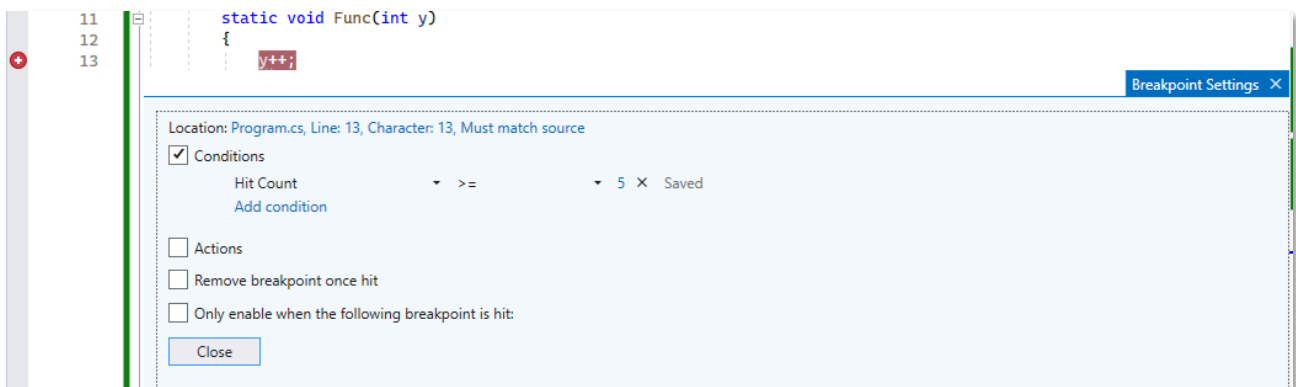 11 static void Func(int y)
12 {
13 y++;
Breakpoint Settings ×
Location: Program.cs, Line: 13, Character: 13, Must match source
Conditions
Hit Count >= 5 × Saved
Add condition
Actions
Remove breakpoint once hit
Only enable when the following breakpoint is hit:
Close